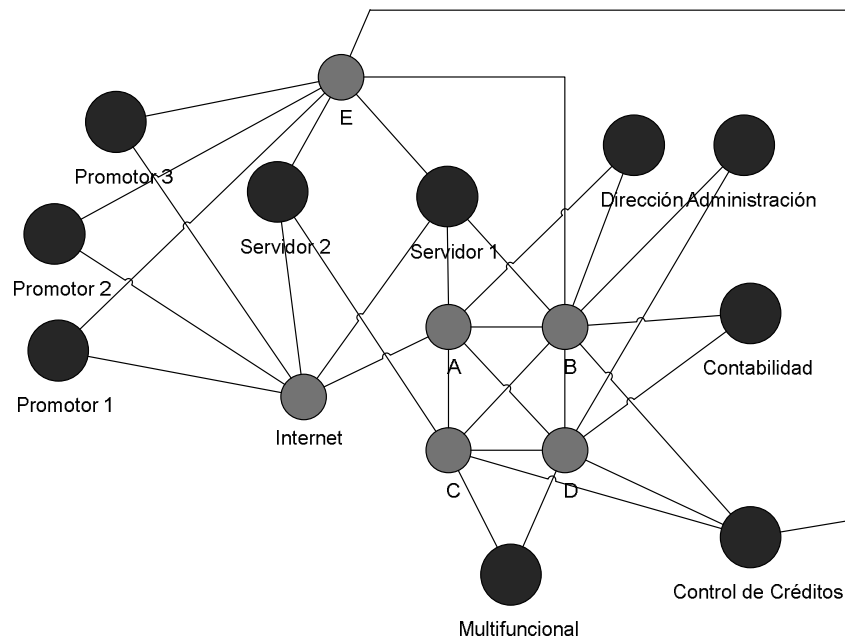 E
Promotor 3
Dirección
Administración
Servidor 2
Servidor 1
Promotor 2
A
B
Contabilidad
Promotor 1
Internet
C
D
Control de Créditos
Multifuncional